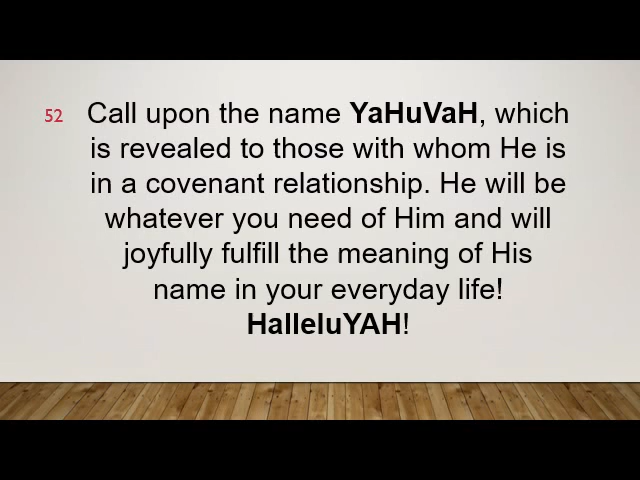 52
Call upon the name YaHuVaH, which
is revealed to those with whom He is
in a covenant relationship. He will be
whatever you need of Him and will
joyfully fulfill the meaning of His
name in your everyday life!
HalleluYAH!